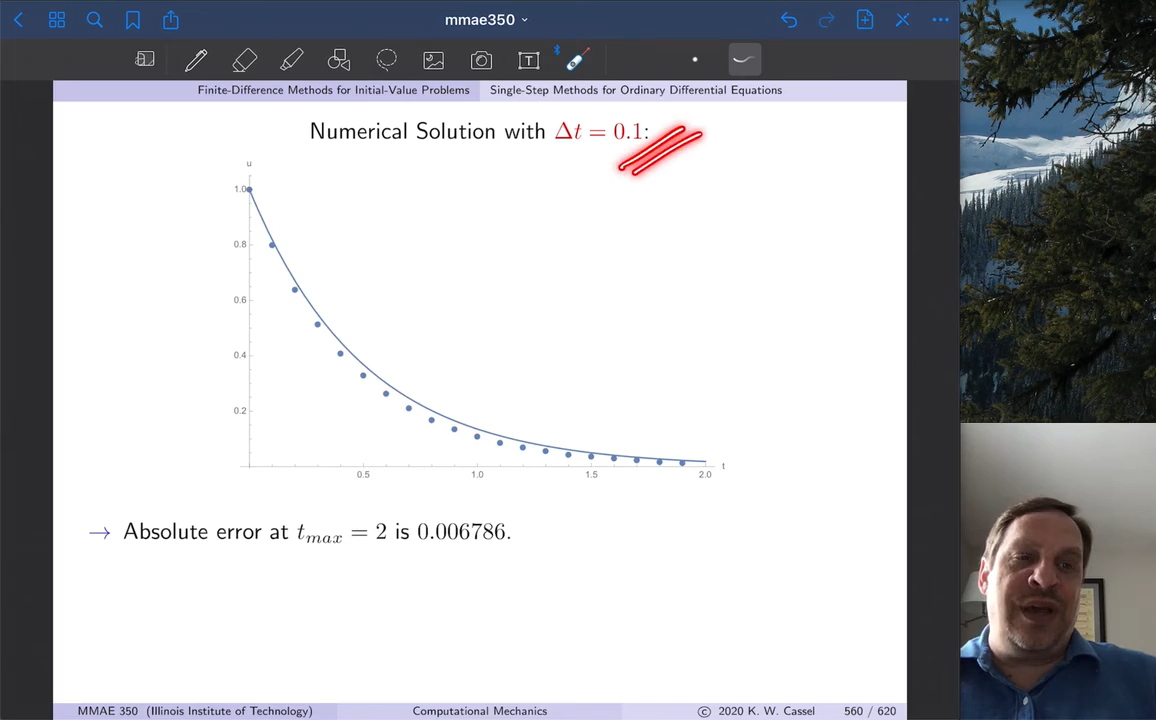 mmae350
T
Finite-Difference Methods for Initial-Value Problems Single-Step Methods for Ordinary Differential Equations
Numerical Solution with Δt = 0.1:
u
1.0
0.8
0.6
0.4
0.2
0.5 1.0 1.5 2.0 t
→ Absolute error at tmax = 2 is 0.006786.
MMAE 350 (Illinois Institute of Technology) Computational Mechanics © 2020 K. W. Cassel 560 / 620